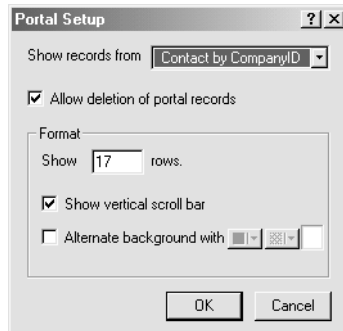 Portal Setup
Show records from Contact by CompanyID
Allow deletion of portal records
Format
Show 17 rows.
Show vertical scroll bar
Alternate background with
OK Cancel